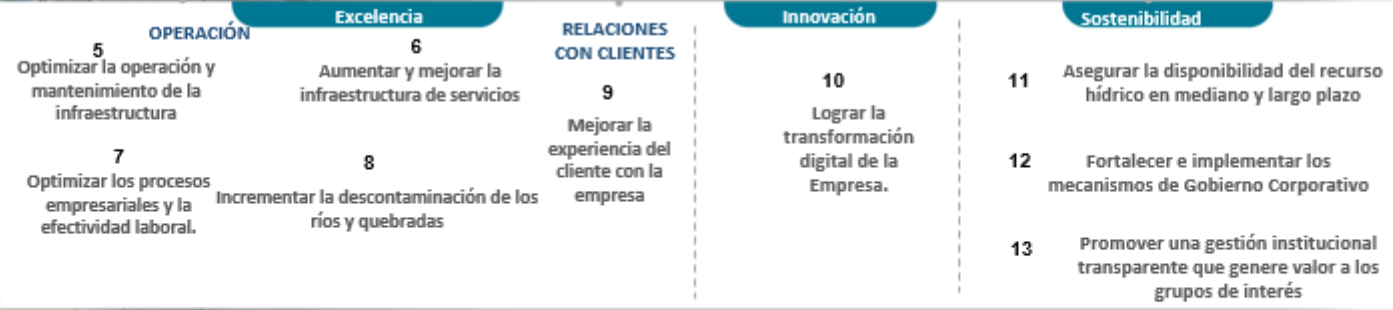 Excelencia
OPERACIÓN
5
Optimizar la operación y
mantenimiento de la
infraestructura
6
Aumentar y mejorar la
infraestructura de servicios
7
Optimizar los procesos
empresariales y la
efectividad laboral.
8
Incrementar la descontaminación de los
ríos y quebradas
RELACIONES
CON CLIENTES
9
Mejorar la
experiencia del
cliente con la
empresa
Innovación
10
Lograr la
transformación
digital de la
Empresa.
Sostenibilidad
11
Asegurar la disponibilidad del recurso
hídrico en mediano y largo plazo
12
Fortalecer e implementar los
mecanismos de Gobierno Corporativo
13
Promover una gestión institucional
transparente que genere valor a los
grupos de interés